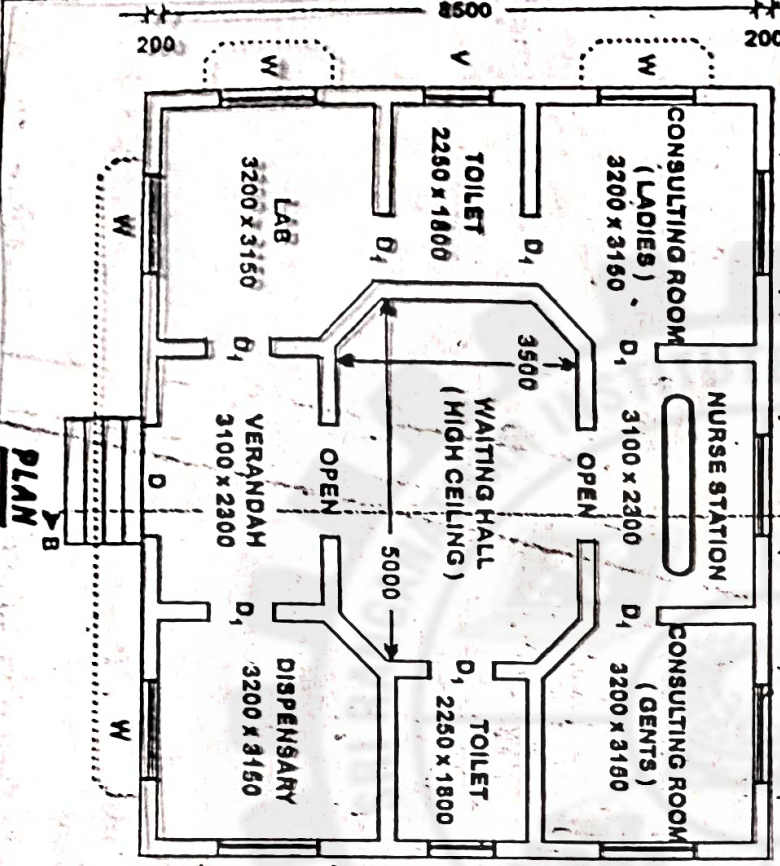 8500
200
200
W
V
W
CONSULTING ROOM
(LADIES)
3200 x 3150
TOILET
2250 x 1800
LAB
3200 x 3150
D1
D1
W
D1
D1
3500
NURSE STATION
3100 x 2300
OPEN
WAITING HALL
(HIGH CEILING)
OPEN
VERANDAH
3100 x 2300
D
5000
B
PLAN
D1
D1
D1
CONSULTING ROOM
(GENTS)
3200 x 3150
TOILET
2250 x 1800
DISPENSARY
3200 x 3150
W